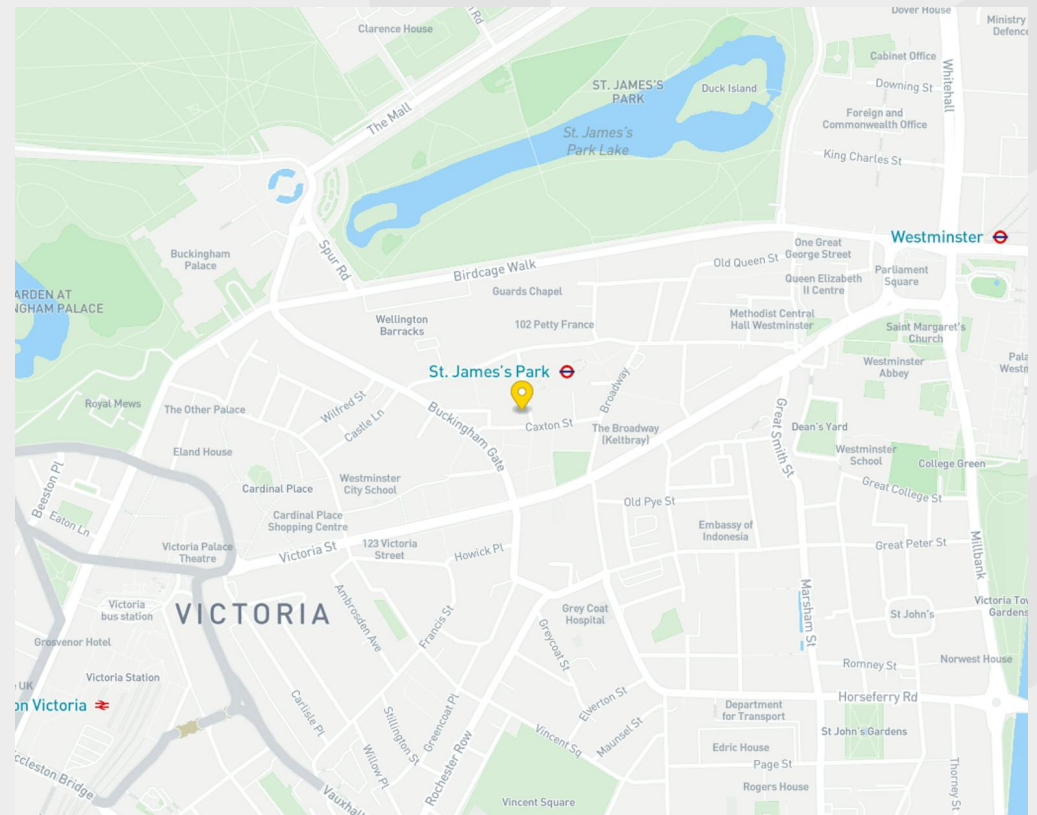 Dover House
Clarence House
Rd
Ministry
Defence
Cabinet Office
Whitehall
ST. JAMES'S
PARK
Duck Island
Downing St
The Mall
Foreign and
Commonwealth Office
St. James's
Park Lake
King Charles St
Westminster
Buckingham
Palace
Spur Rd
Birdcage Walk
Old Queen St
One Great
George Street
Queen Elizabeth
II Centre
Parliament
Square
ARDEN AT
NGHAM PALACE
Guards Chapel
Wellington
Barracks
102 Petty France
Methodist Central
Hall Westminster
Saint Margaret's
Church
Westminster
Abbey
Pala
Westn
St. James's Park
Royal Mews
The Other Palace
Wilfred St
Castle Ln
Buckingham Gate
Caxton St
Broadway
The Broadway
(Keltbray)
Great Smith St
Dean's Yard
Eland House
Westminster
School
College Green
Beeston Pl
Eaton Ln
Cardinal Place
Westminster
City School
Great College St
Old Pye St
Cardinal Place
Shopping Centre
Embassy of
Indonesia
Victoria Palace
Theatre
Victoria St
123 Victoria
Street
Howick Pl
Great Peter St
Millbank
Victoria
bus station
VICTORIA
Ambrosden Ave
Francis St
Grey Coat
Hospital
Greycoat St
Marsham St
St John's
Victoria Tow
Gardens
Grosvenor Hotel
Romney St
Norwest House
Victoria Station
UK
on Victoria
Carlisle Pl
Stillington St
Greencoat Pl
Elverton St
Horseferry Rd
Department
for Transport
St John's Gardens
Vincent Sq
Maunsel St
Edric House
Willow Pl
Rochester Row
Page St
ccleston Bridge
Rogers House
Thorney St
Vauxhall
Vincent Square